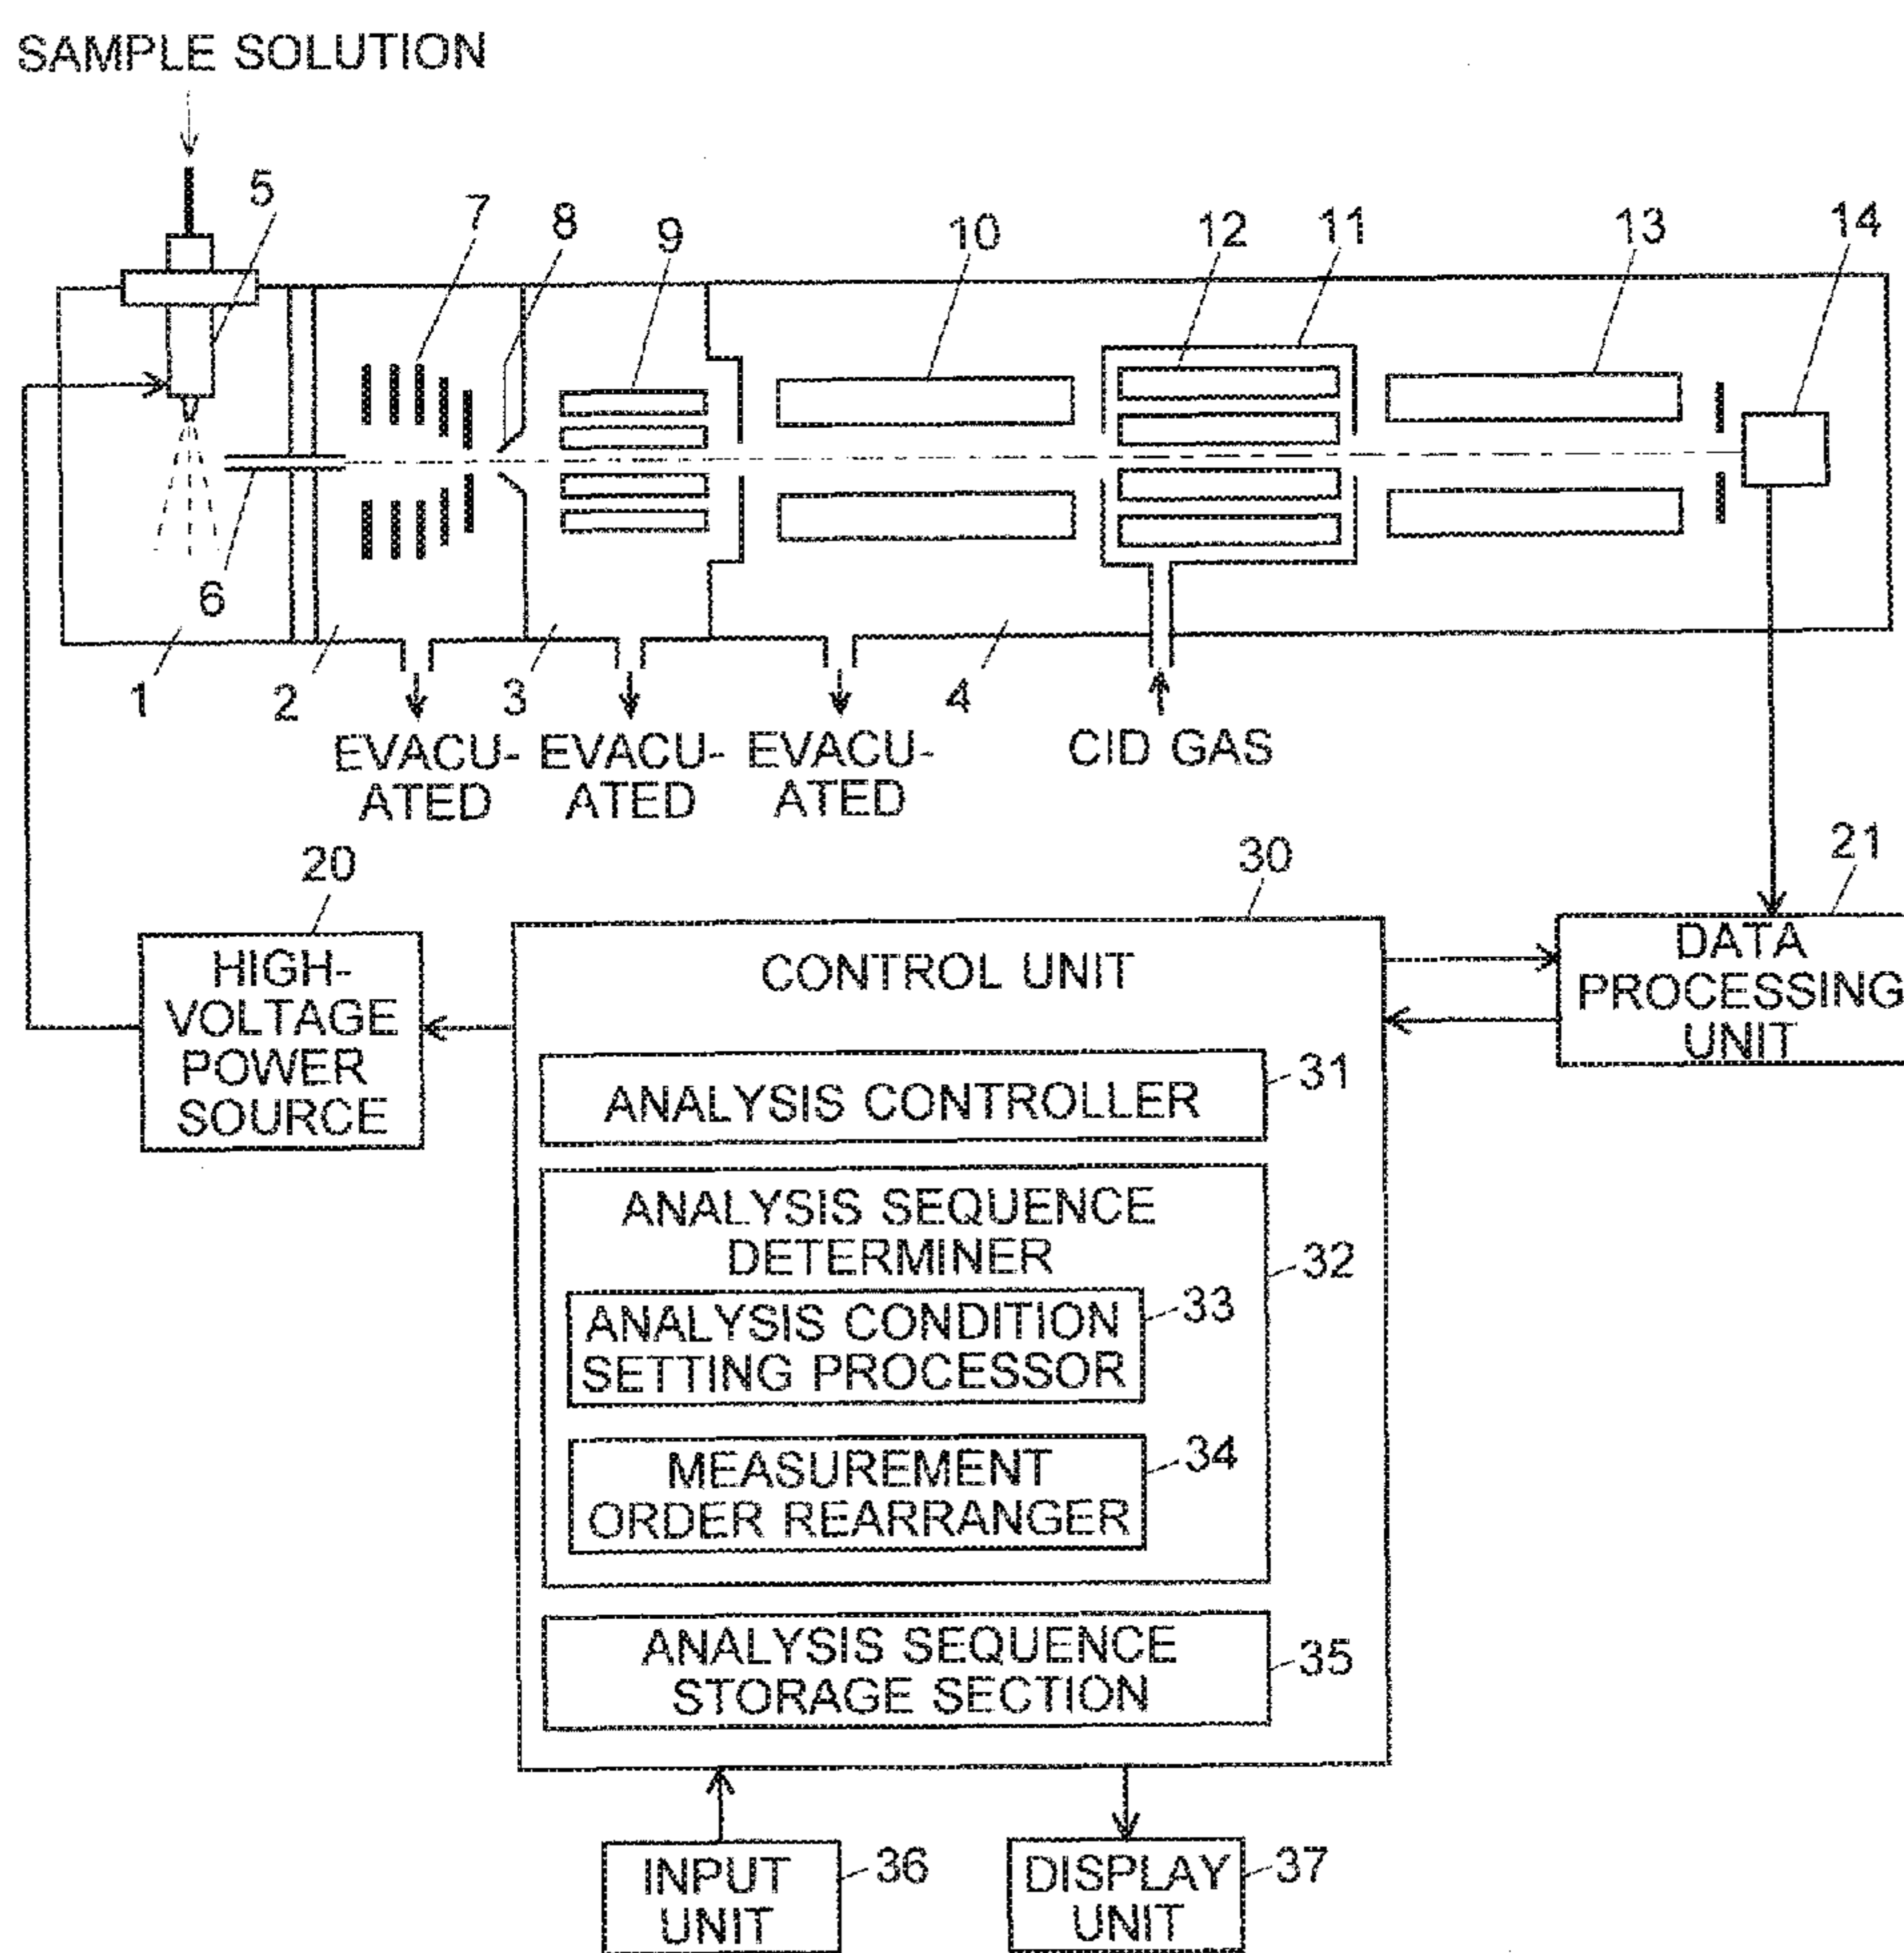 SAMPLE SOLUTION
5
7
8
9
10
12
11
13
14
6
1
2
3
4
EVACU-
ATED
EVACU-
ATED
EVACU-
ATED
CID GAS
20
30
21
HIGH-
VOLTAGE
POWER
SOURCE
CONTROL UNIT
DATA
PROCESSING
UNIT
ANALYSIS CONTROLLER
31
ANALYSIS SEQUENCE
DETERMINER
32
ANALYSIS CONDITION
SETTING PROCESSOR
33
MEASUREMENT
ORDER REARRANGER
34
ANALYSIS SEQUENCE
STORAGE SECTION
35
INPUT
UNIT
36
DISPLAY
UNIT
37